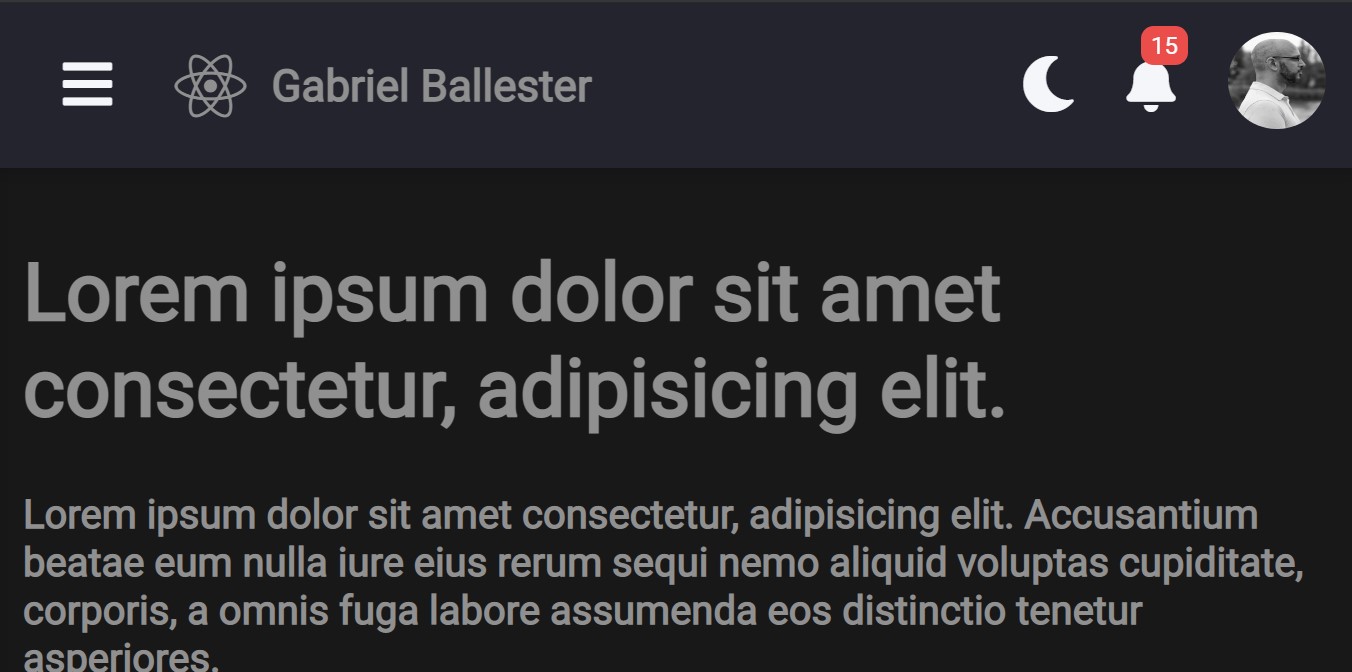 Gabriel Ballester
15
Lorem ipsum dolor sit amet
consectetur, adipisicing elit.
Lorem ipsum dolor sit amet consectetur, adipisicing elit. Accusantium
beatae eum nulla iure eius rerum sequi nemo aliquid voluptas cupiditate,
corporis, a omnis fuga labore assumenda eos distinctio tenetur
asperiores.